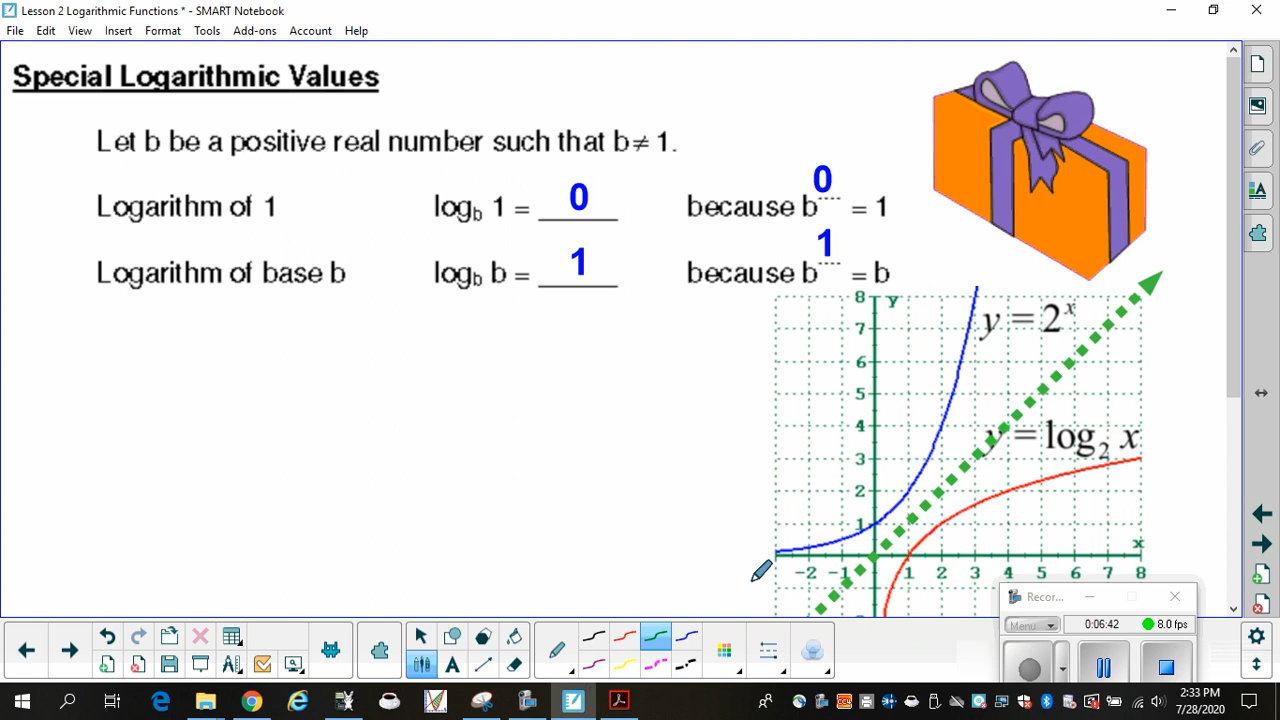 Lesson 2 Logarithmic Functions * - SMART Notebook
File Edit View Insert Format Tools Add-ons Account Help
Special Logarithmic Values
Let b be a positive real number such that b ≠ 1.
Logarithm of 1 log_b 1 = 0 because b^0 = 1
Logarithm of base b log_b b = 1 because b^1 = b
y = 2^x
y = log_2 x
8 y
7
6
5
4
3
2
1
x
-2 -1 1 2 3 4 5 6 7 8
Recor...
Menu 0:06:42 8.0 fps
2:33 PM
7/28/2020